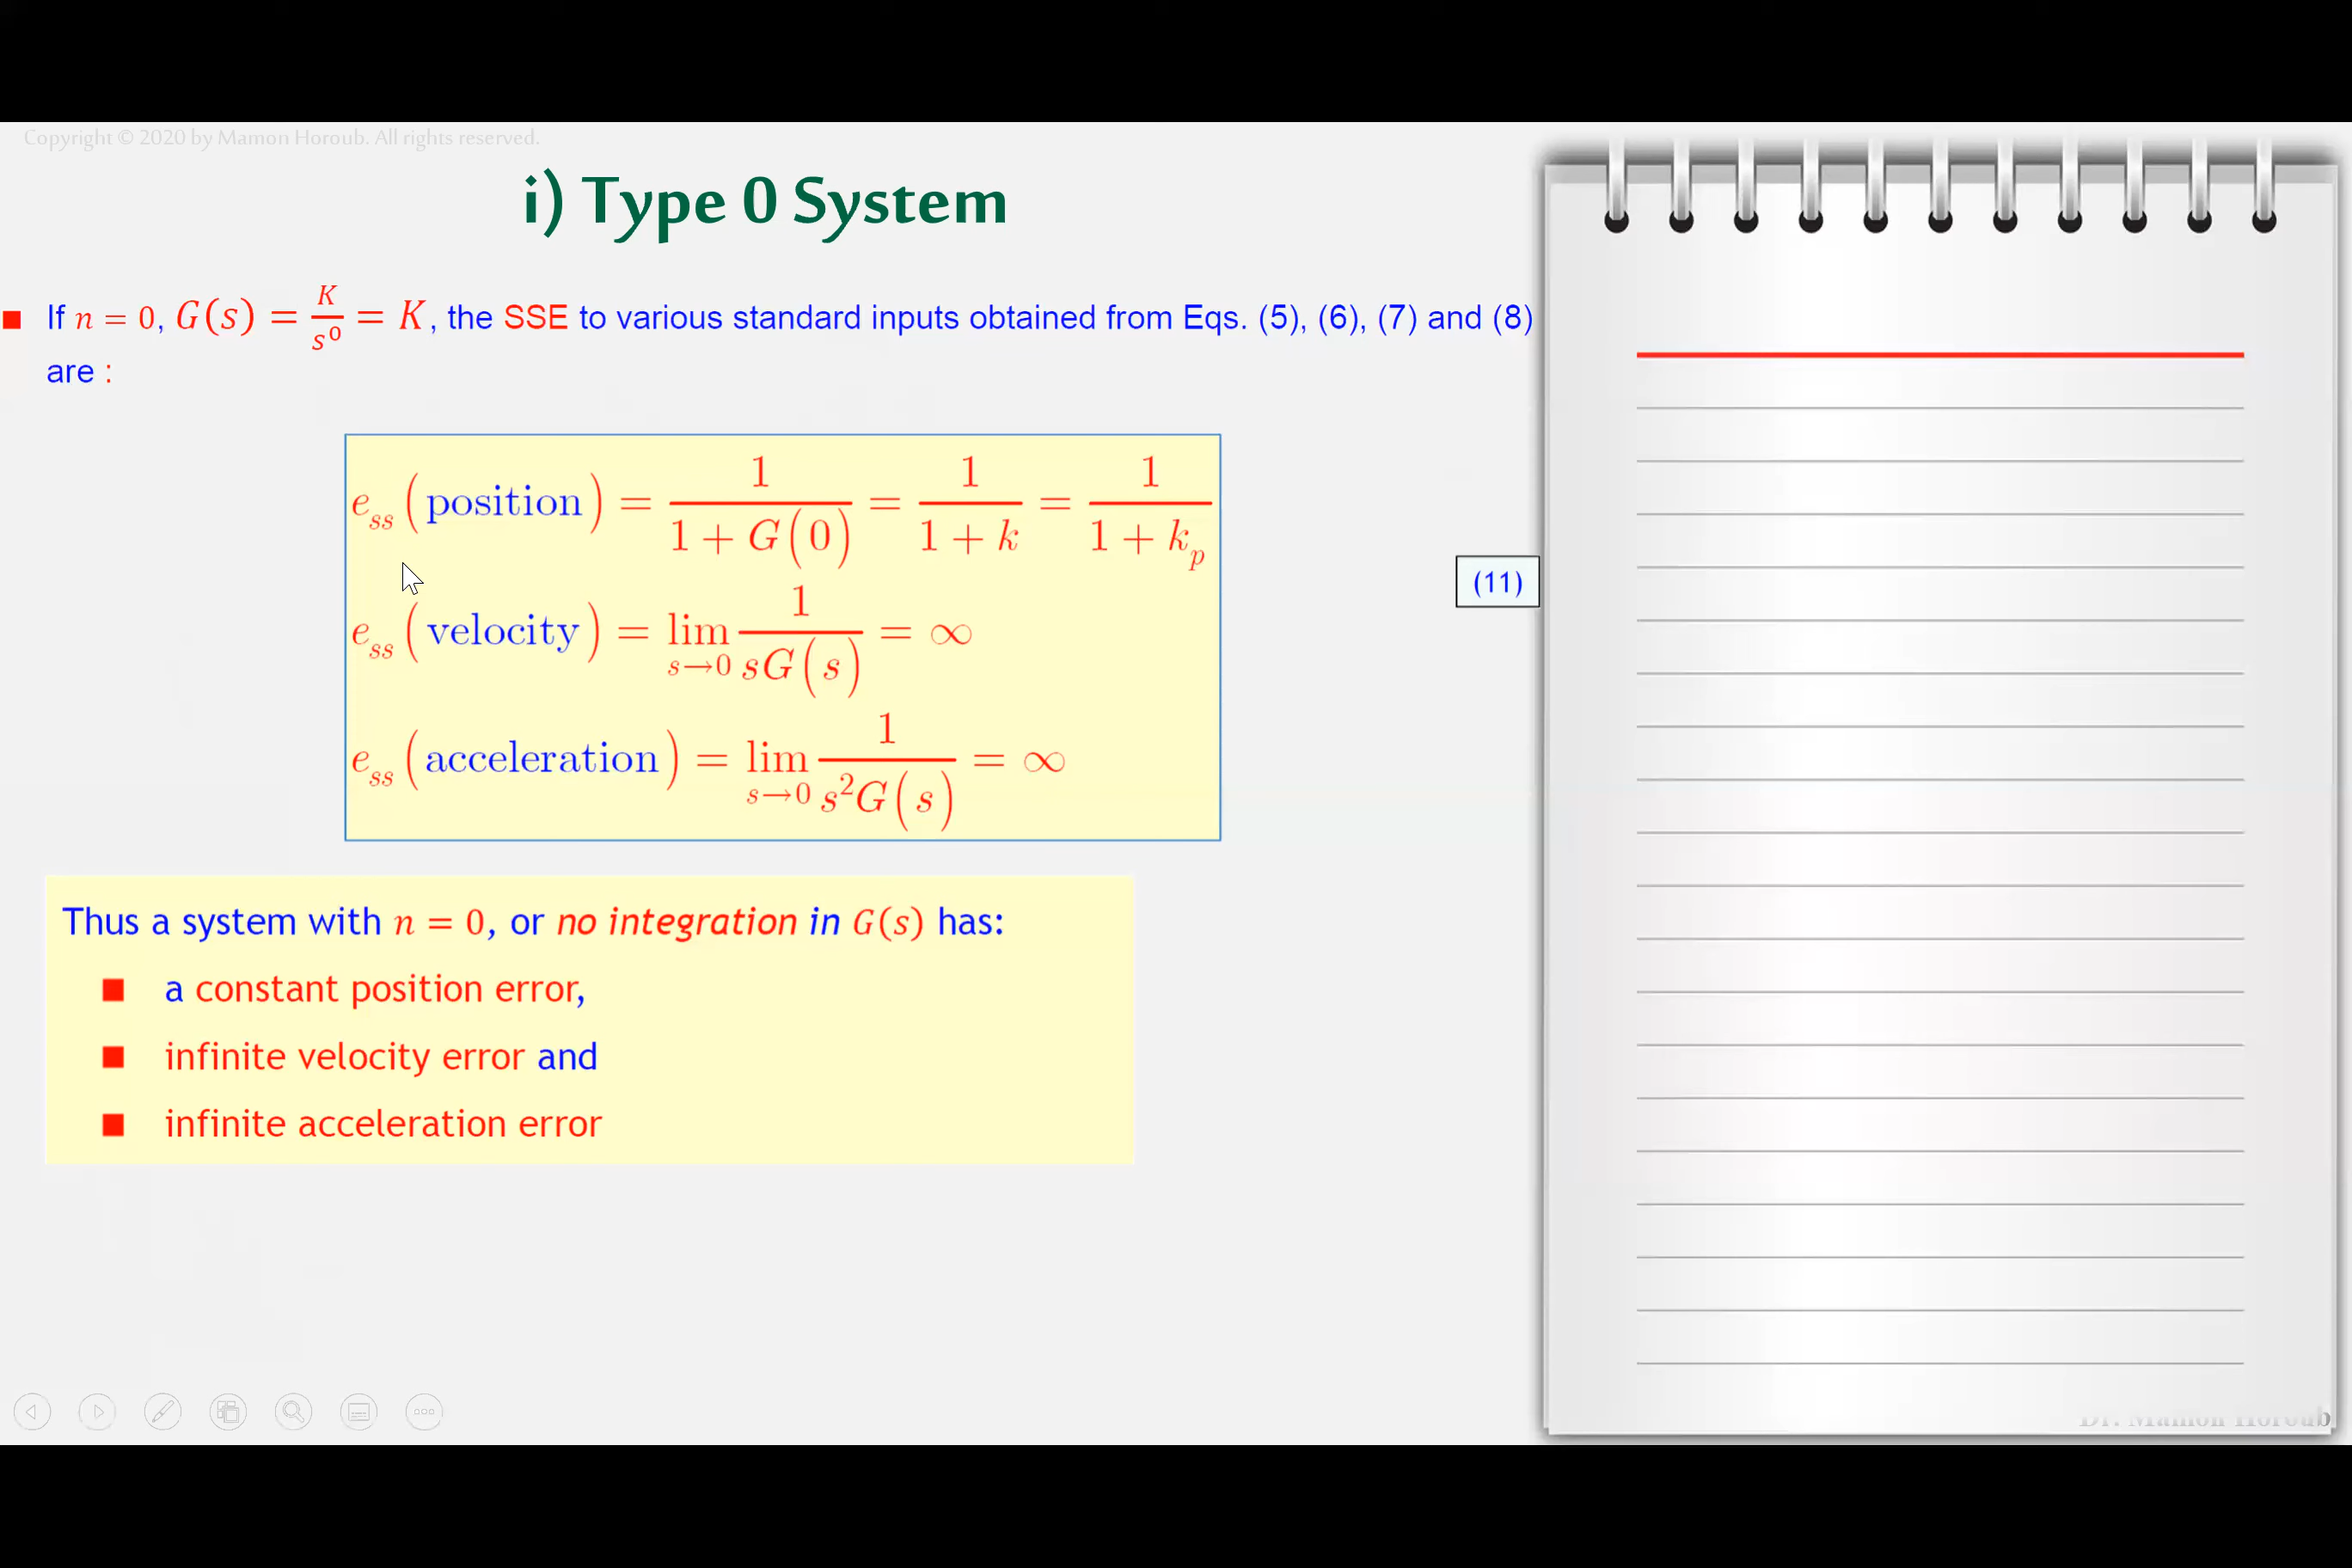 Copyright © 2020 by Mamon Horoub. All rights reserved.
i) Type 0 System
If n = 0, G(s) = K/s⁰ = K, the SSE to various standard inputs obtained from Eqs. (5), (6), (7) and (8)
are :
e_ss (position) = 1/(1 + G(0)) = 1/(1 + k) = 1/(1 + k_p)
(11)
e_ss (velocity) = lim_{s→0} 1/(sG(s)) = ∞
e_ss (acceleration) = lim_{s→0} 1/(s²G(s)) = ∞
Thus a system with n = 0, or no integration in G(s) has:
a constant position error,
infinite velocity error and
infinite acceleration error
Dr. Mamon Horoub